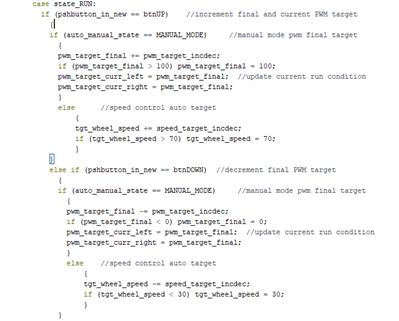 case state_RUN:
if (pshbutton_in_new == btnUP) //increment final and current PWM target
{
if (auto_manual_state == MANUAL_MODE) //manual mode pwm final target
{
pwm_target_final += pwm_target_incdec;
if (pwm_target_final > 100) pwm_target_final = 100;
pwm_target_curr_left = pwm_target_final; //update current run condition
pwm_target_curr_right = pwm_target_final;
}
else //speed control auto target
{
tgt_wheel_speed += speed_target_incdec;
if (tgt_wheel_speed > 70) tgt_wheel_speed = 70;
}
}
else if (pshbutton_in_new == btnDOWN) //decrement final PWM target
{
if (auto_manual_state == MANUAL_MODE) //manual mode pwm final target
{
pwm_target_final -= pwm_target_incdec;
if (pwm_target_final < 0) pwm_target_final = 0;
pwm_target_curr_left = pwm_target_final; //update current run condition
pwm_target_curr_right = pwm_target_final;
}
else //speed control auto target
{
tgt_wheel_speed -= speed_target_incdec;
if (tgt_wheel_speed < 30) tgt_wheel_speed = 30;
}
}